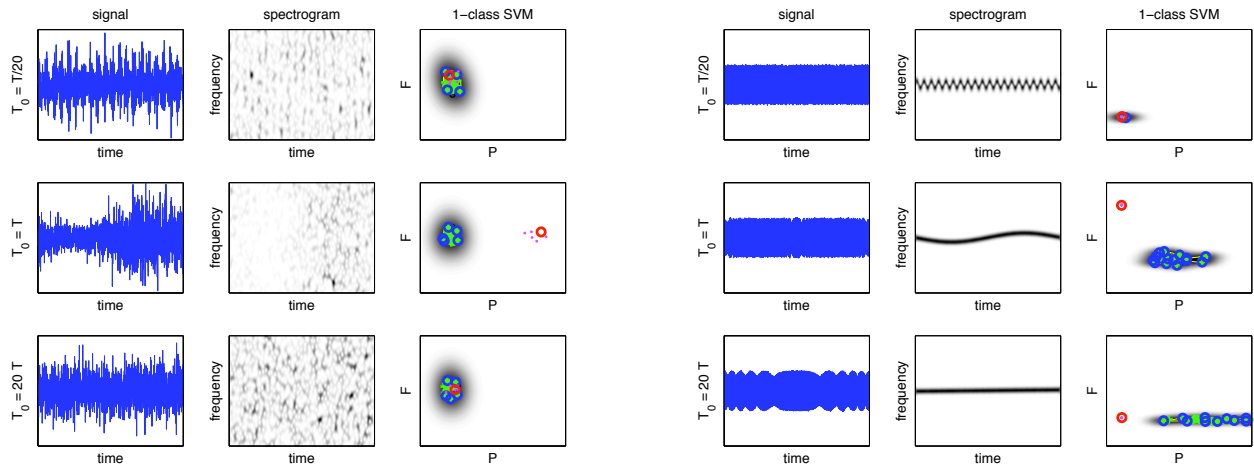 signal
spectrogram
1−class SVM
T0 = T/20
time
frequency
time
F
P
T0 = T
time
frequency
time
F
P
T0 = 20 T
time
frequency
time
F
P
signal
spectrogram
1−class SVM
T0 = T/20
time
frequency
time
F
P
T0 = T
time
frequency
time
F
P
T0 = 20 T
time
frequency
time
F
P